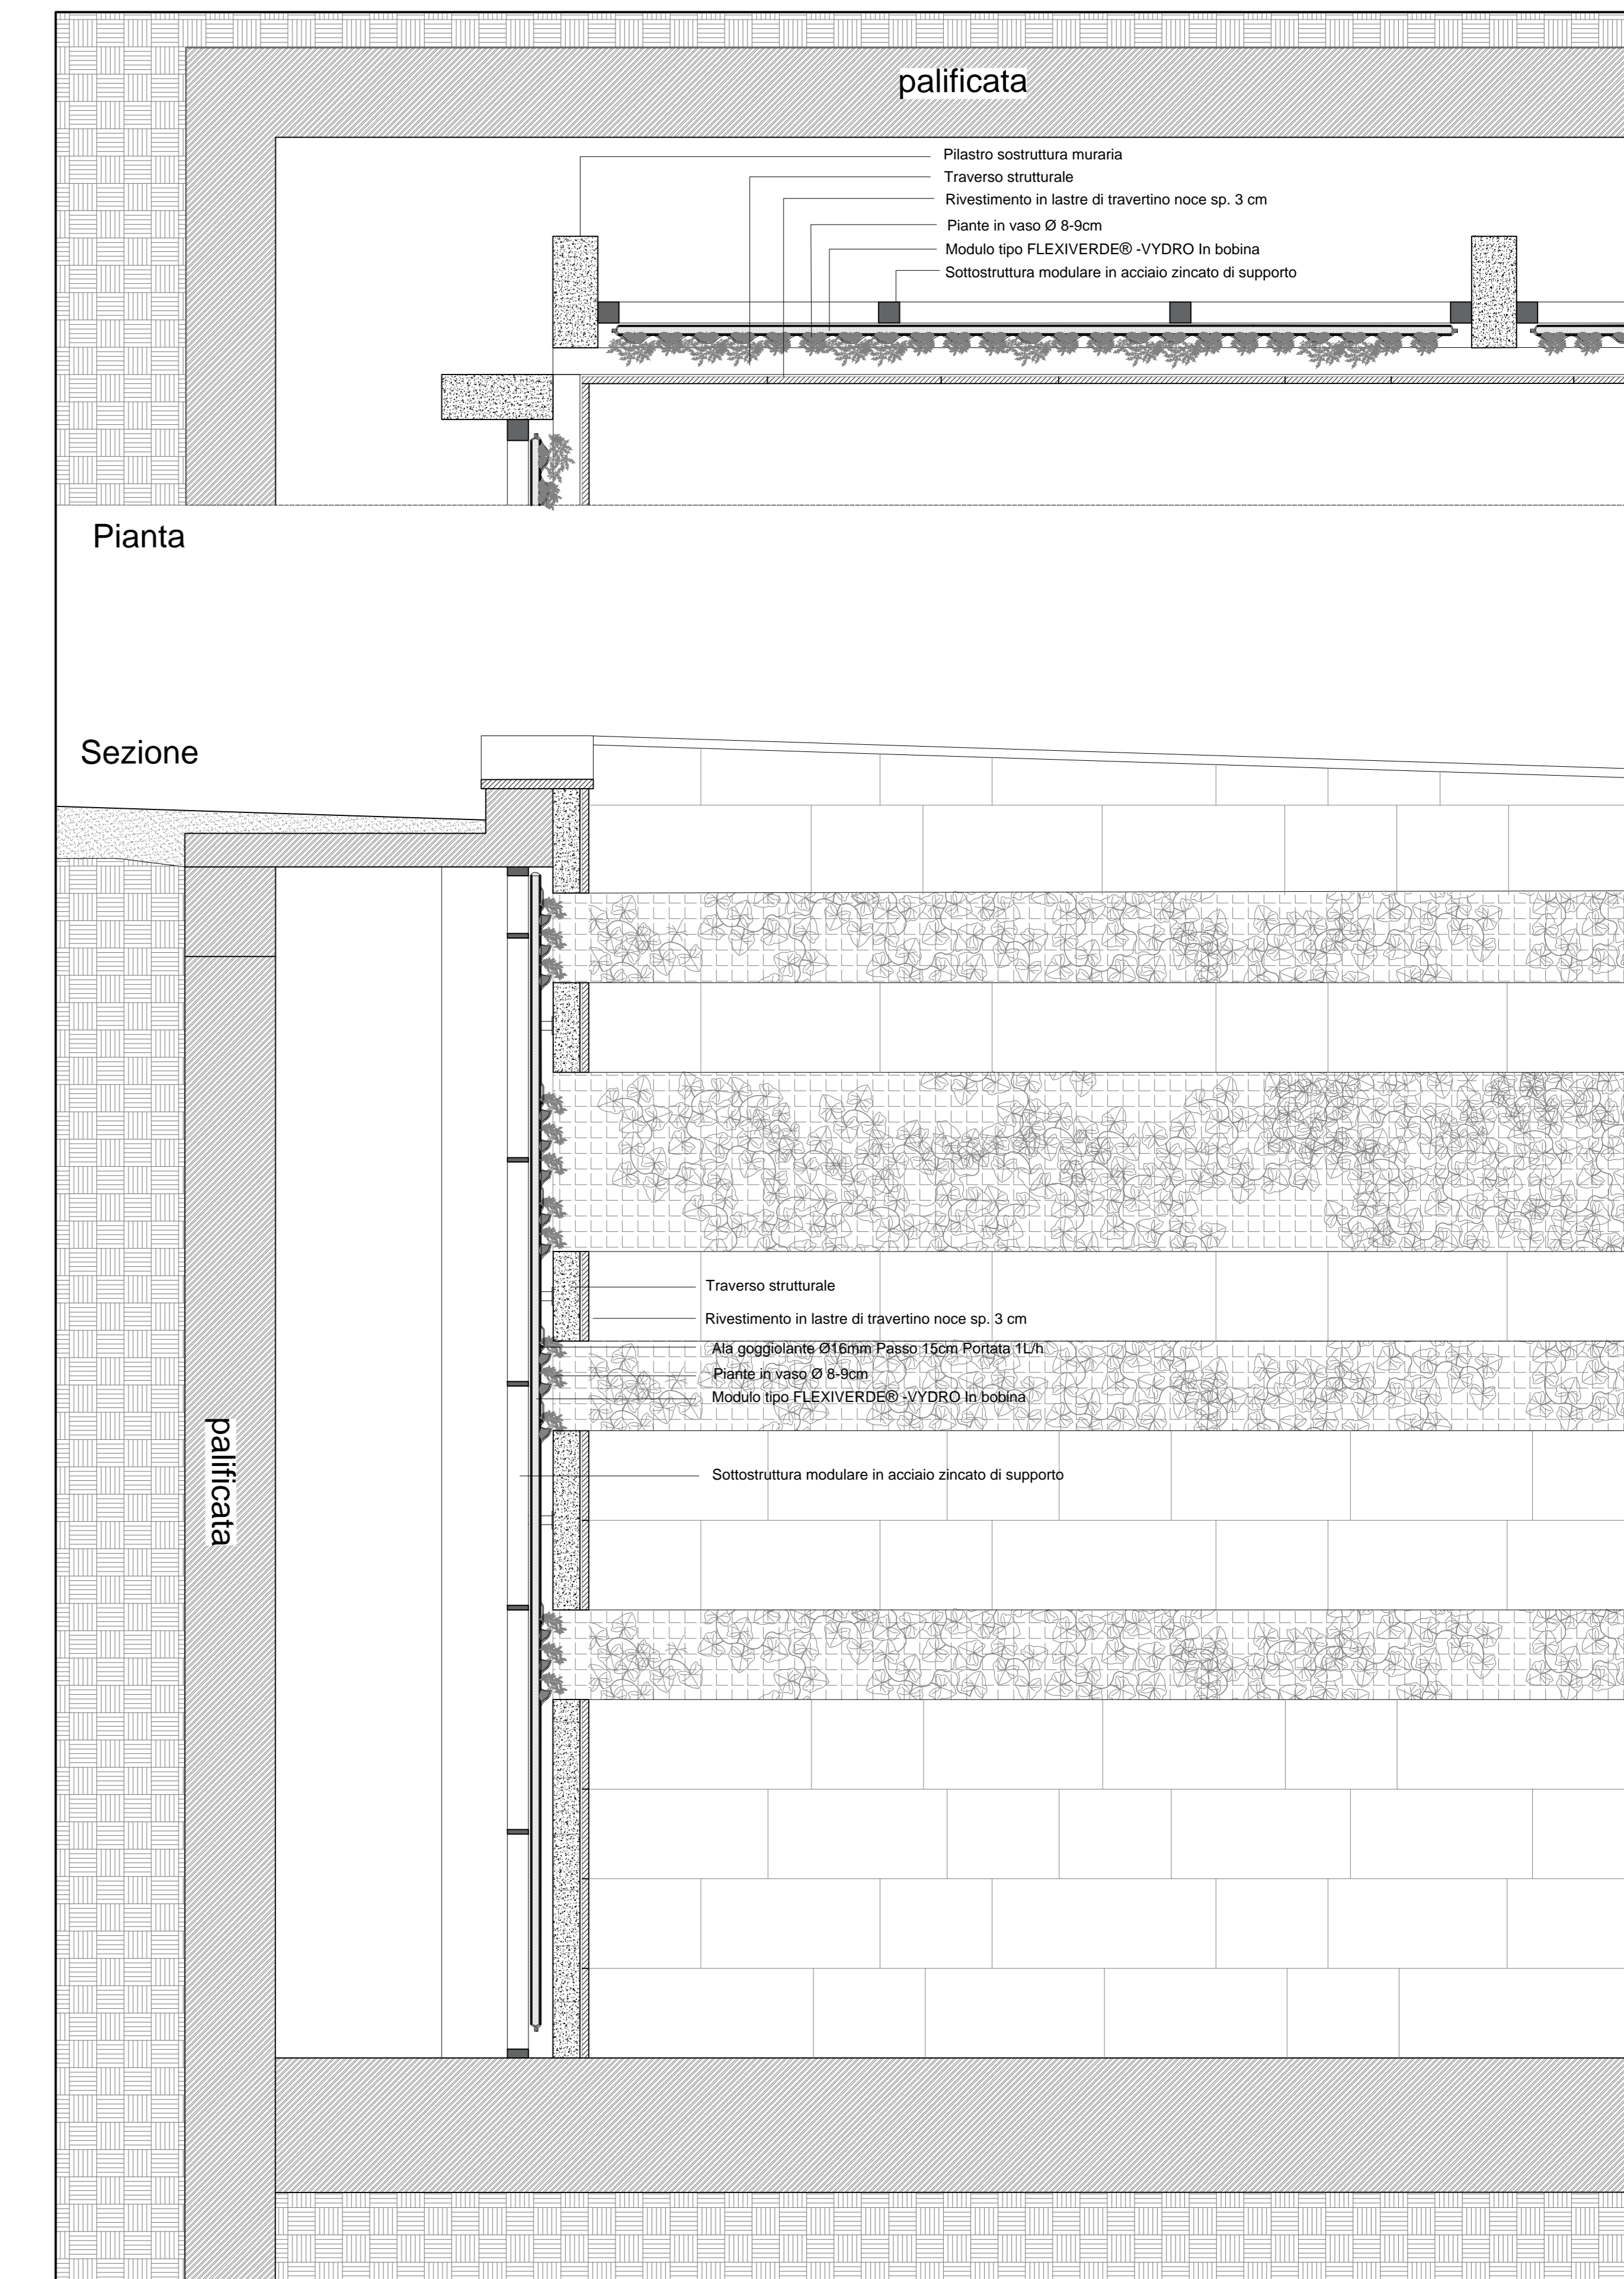 palificata
Pilastro sostruttura muraria
Traverso strutturale
Rivestimento in lastre di travertino noce sp. 3 cm
Piante in vaso Ø 8-9cm
Modulo tipo FLEXIVERDE® -VYDRO In bobina
Sottostruttura modulare in acciaio zincato di supporto
Pianta
Sezione
Traverso strutturale
Rivestimento in lastre di travertino noce sp. 3 cm
Ala goggiolante Ø16mm Passo 15cm Portata 1L/h
Piante in vaso Ø 8-9cm
Modulo tipo FLEXIVERDE® -VYDRO In bobina
palificata
Sottostruttura modulare in acciaio zincato di supporto